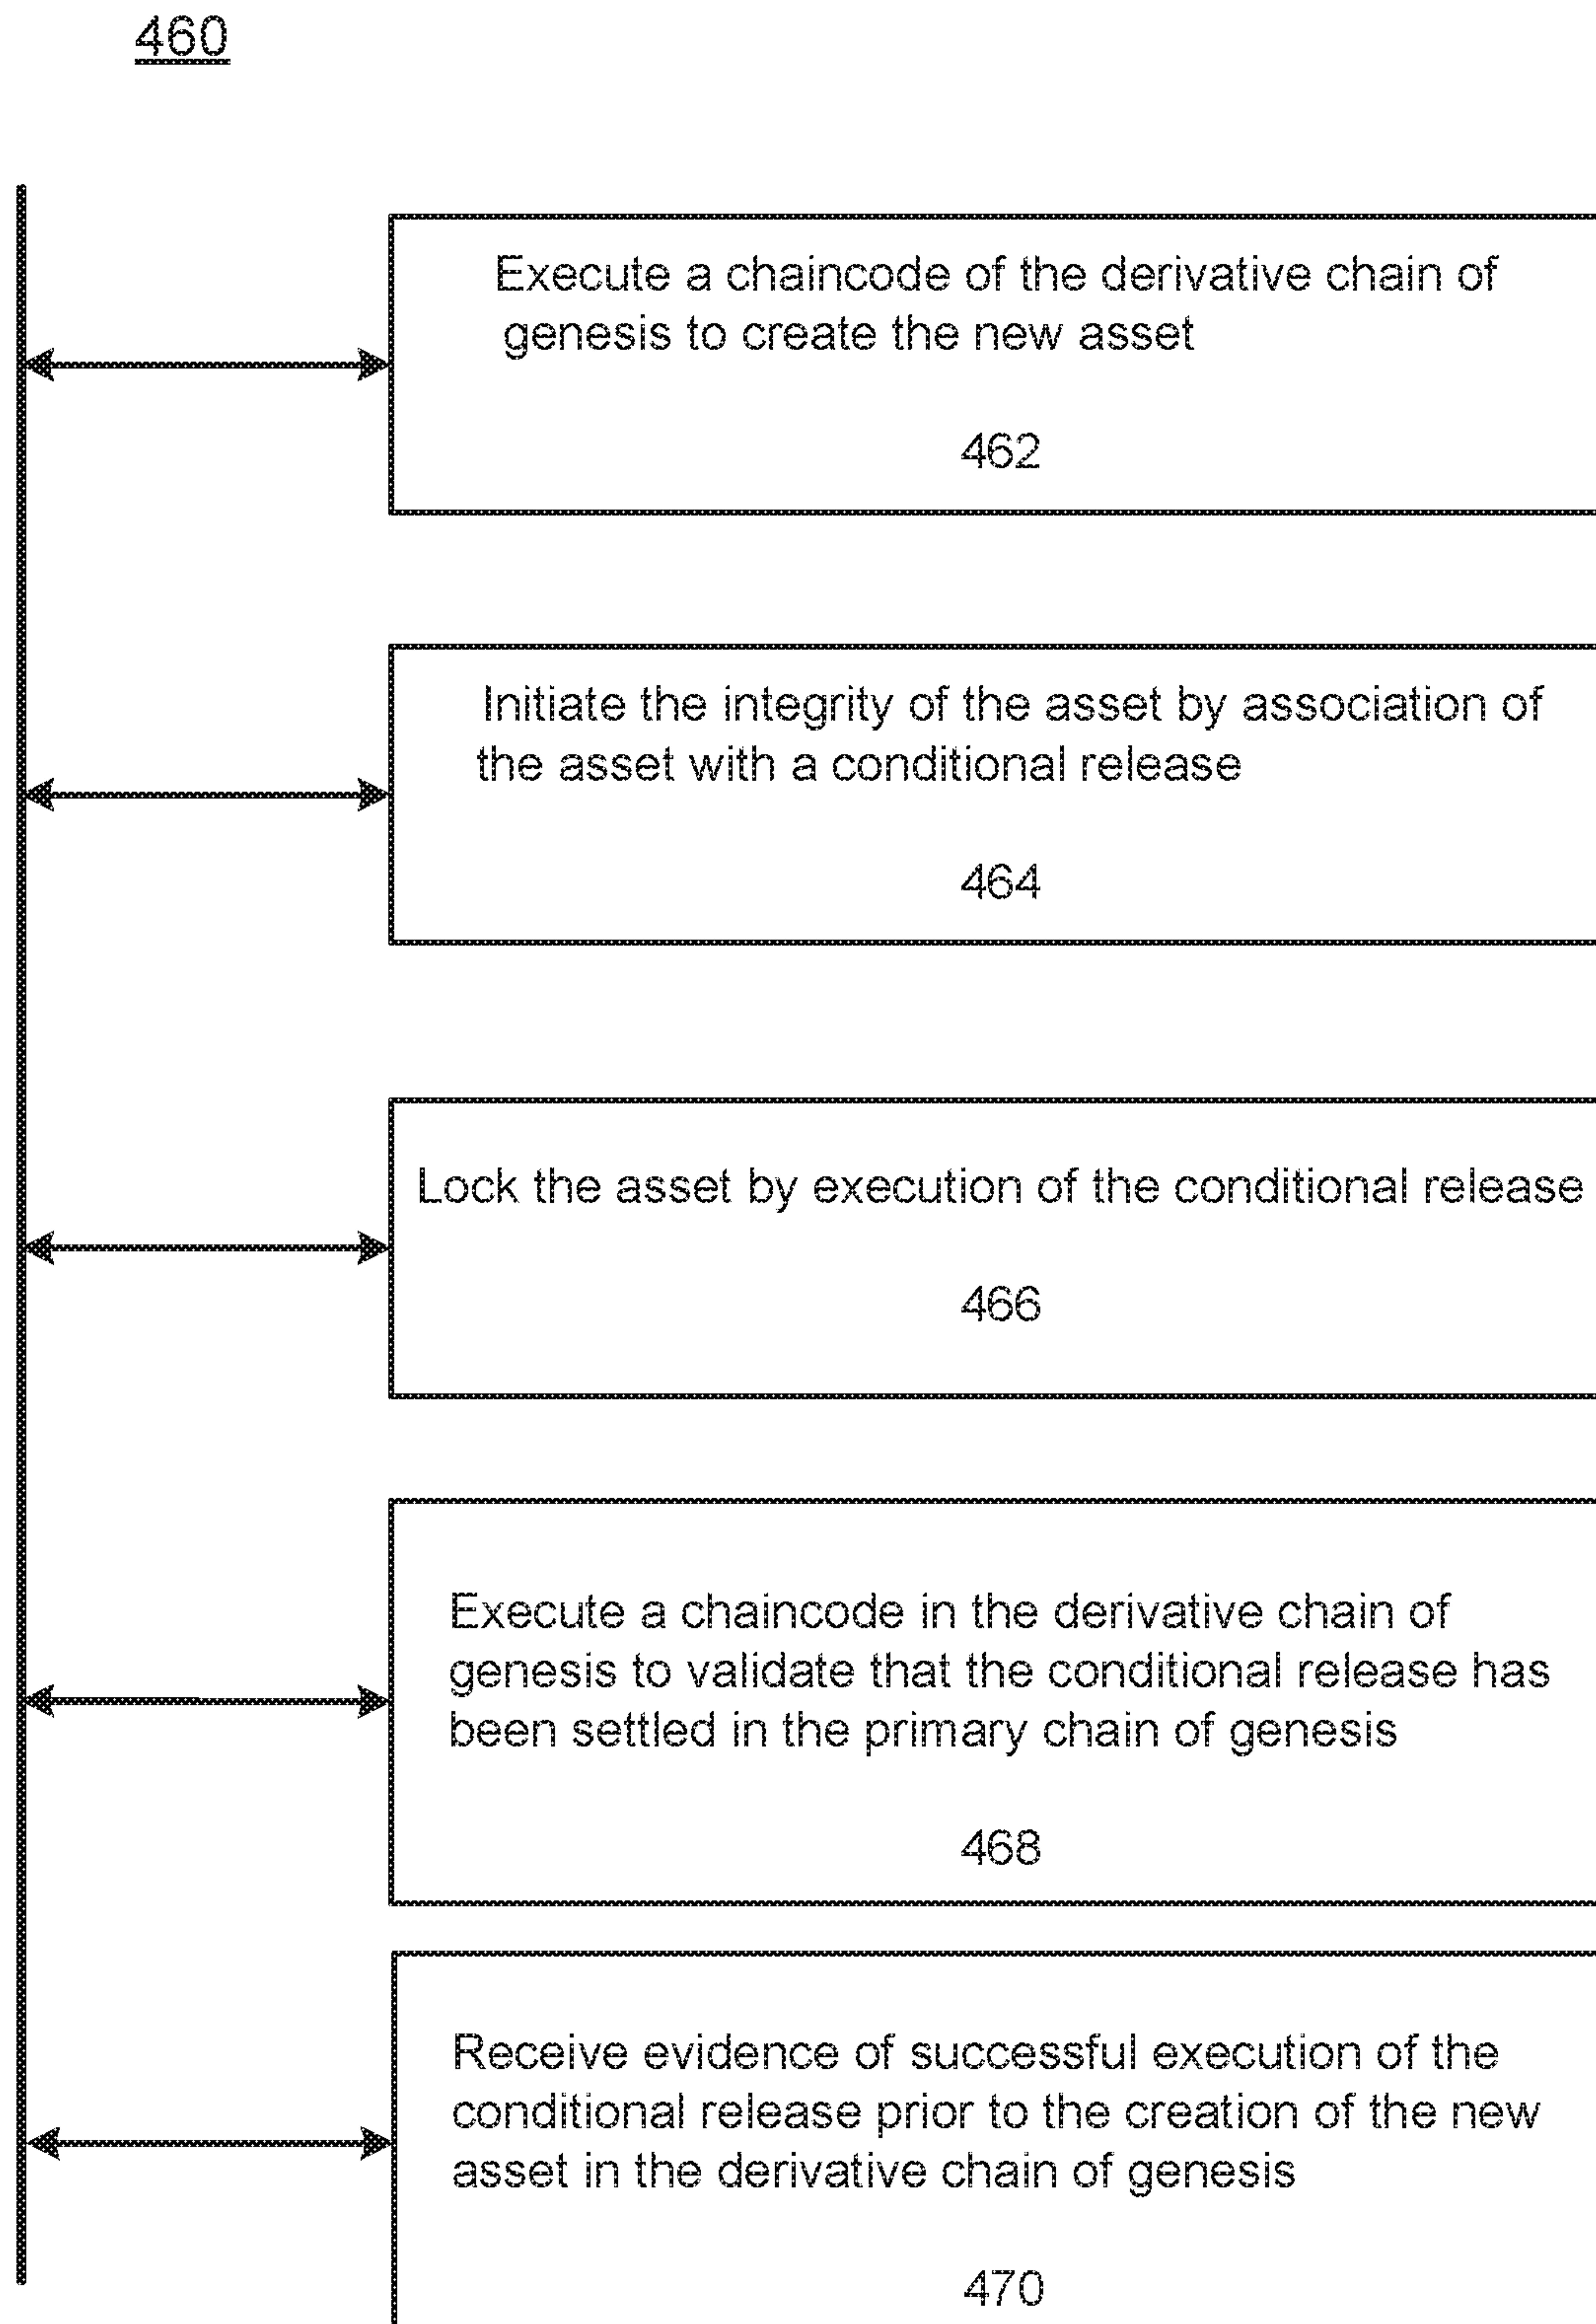 460
Execute a chaincode of the derivative chain of
genesis to create the new asset
462
Initiate the integrity of the asset by association of
the asset with a conditional release
464
Lock the asset by execution of the conditional release
466
Execute a chaincode in the derivative chain of
genesis to validate that the conditional release has
been settled in the primary chain of genesis
468
Receive evidence of successful execution of the
conditional release prior to the creation of the new
asset in the derivative chain of genesis
470